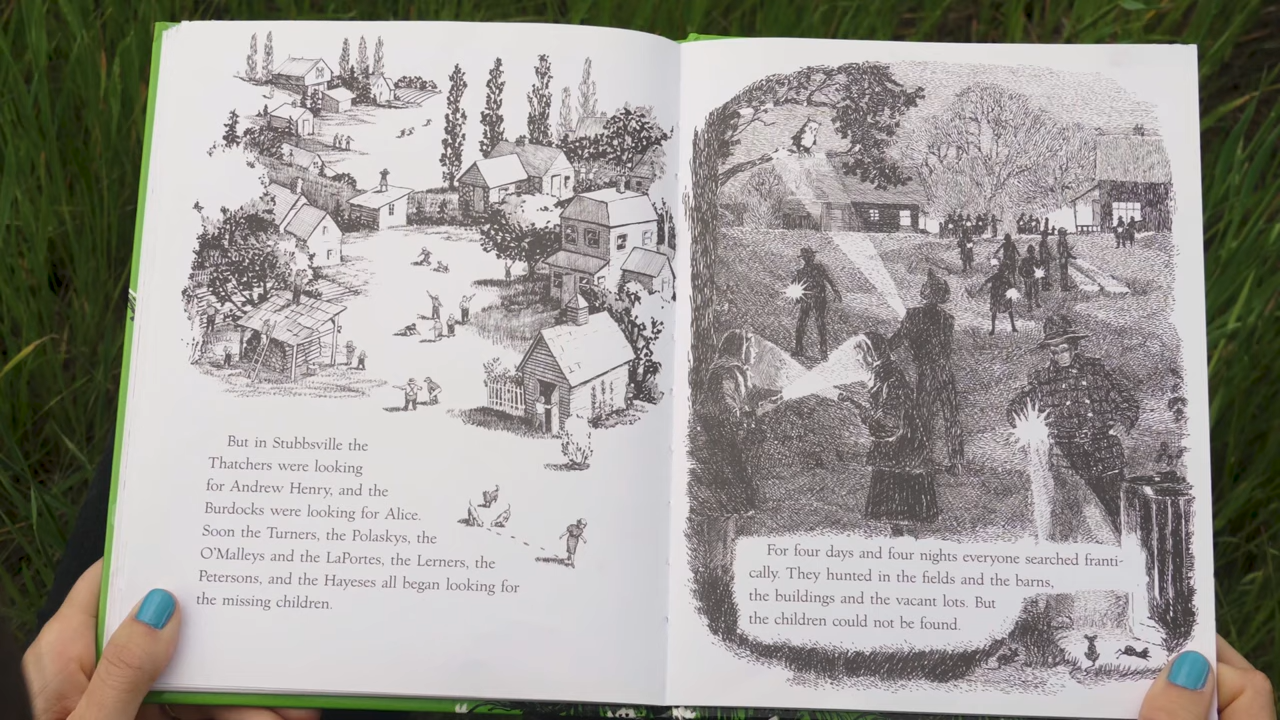 But in Stubbsville the
Thatchers were looking
for Andrew Henry, and the
Burdocks were looking for Alice.
Soon the Turners, the Polaskys, the
O'Malleys and the LaPortes, the Lerners, the
Petersons, and the Hayeses all began looking for
the missing children.
For four days and four nights everyone searched franti-
cally. They hunted in the fields and the barns,
the buildings and the vacant lots. But
the children could not be found.